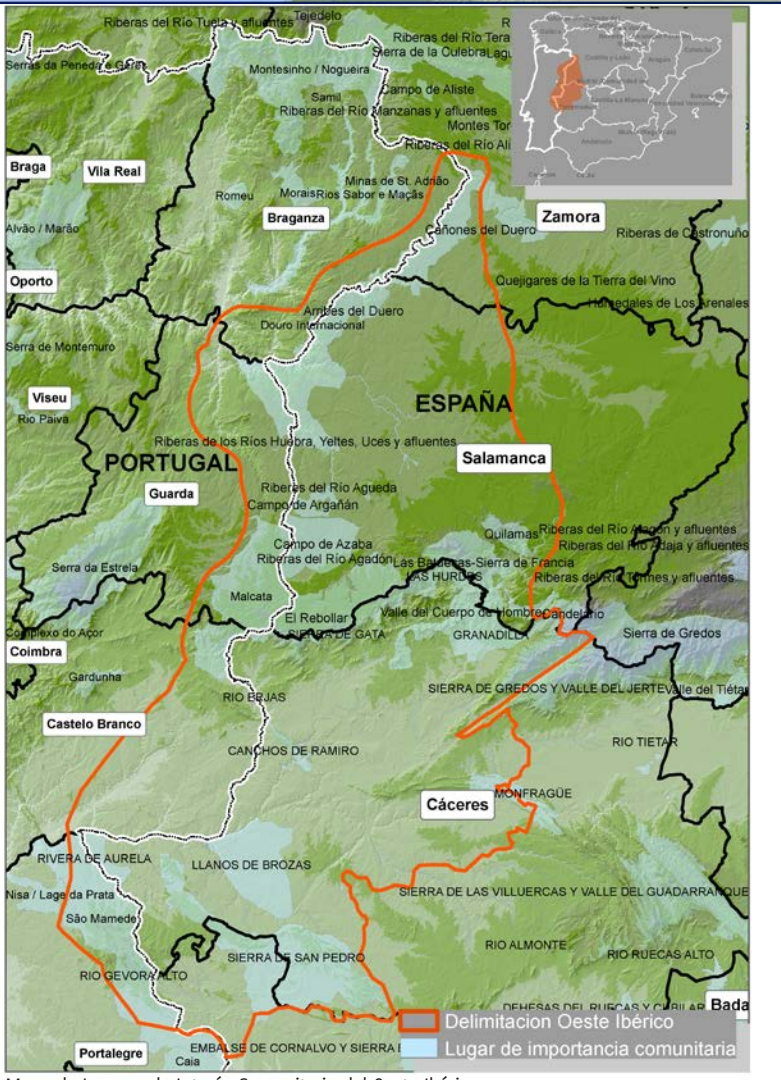 Riberas del Río Tuela y afluentes
Tejedelo
Riberas del Río Tera
Sierra de la Culebra
Lagu
Serras da Peneda e Gerês
Montesinho / Nogueira
Campo de Aliste
Samil
Riberas del Río Manzanas y afluentes
Montes Tor
Riberas del Río Ali
Braga
Vila Real
Minas de St. Adrião
Romeu
Morais
Rios Sabor e Maçãs
Braganza
Zamora
Alvão / Marão
Cañones del Duero
Riberas de Castronuño
Oporto
Quejigares de la Tierra del Vino
Humedales de Los Arenales
Arribes del Duero
Douro Internacional
Serra de Montemuro
Viseu
ESPAÑA
Rio Paiva
Riberas de los Ríos Huebra, Yeltes, Uces y afluentes
PORTUGAL
Salamanca
Guarda
Riberas del Río Agueda
Campo de Argañán
Quilamas
Riberas del Río Alagón y afluentes
Campo de Azaba
Riberas del Río Adaja y afluentes
Riberas del Río Agadón
Las Batuecas-Sierra de Francia
Serra da Estrela
LAS HURDES
Riberas del Río Tormes y afluentes
Malcata
El Rebollar
Valle del Cuerpo de Hombre
Candelario
Complexo do Açor
SIERRA DE GATA
GRANADILLA
Sierra de Gredos
Coimbra
Gardunha
SIERRA DE GREDOS Y VALLE DEL JERTE
Valle del Tiétar
RIO ERJAS
Castelo Branco
RIO TIETAR
CANCHOS DE RAMIRO
MONFRAGÜE
Cáceres
RIVERA DE AURELA
LLANOS DE BROZAS
Nisa / Lage da Prata
SIERRA DE LAS VILLUERCAS Y VALLE DEL GUADARRANQUE
São Mamede
SIERRA DE SAN PEDRO
RIO ALMONTE
RIO RUECAS ALTO
RIO GEVORA ALTO
DEHESAS DEL RUECAS Y CUBILAR
Bada
Delimitacion Oeste Ibérico
Portalegre
EMBALSE DE CORNALVO Y SIERRA B
Lugar de importancia comunitaria
Caia